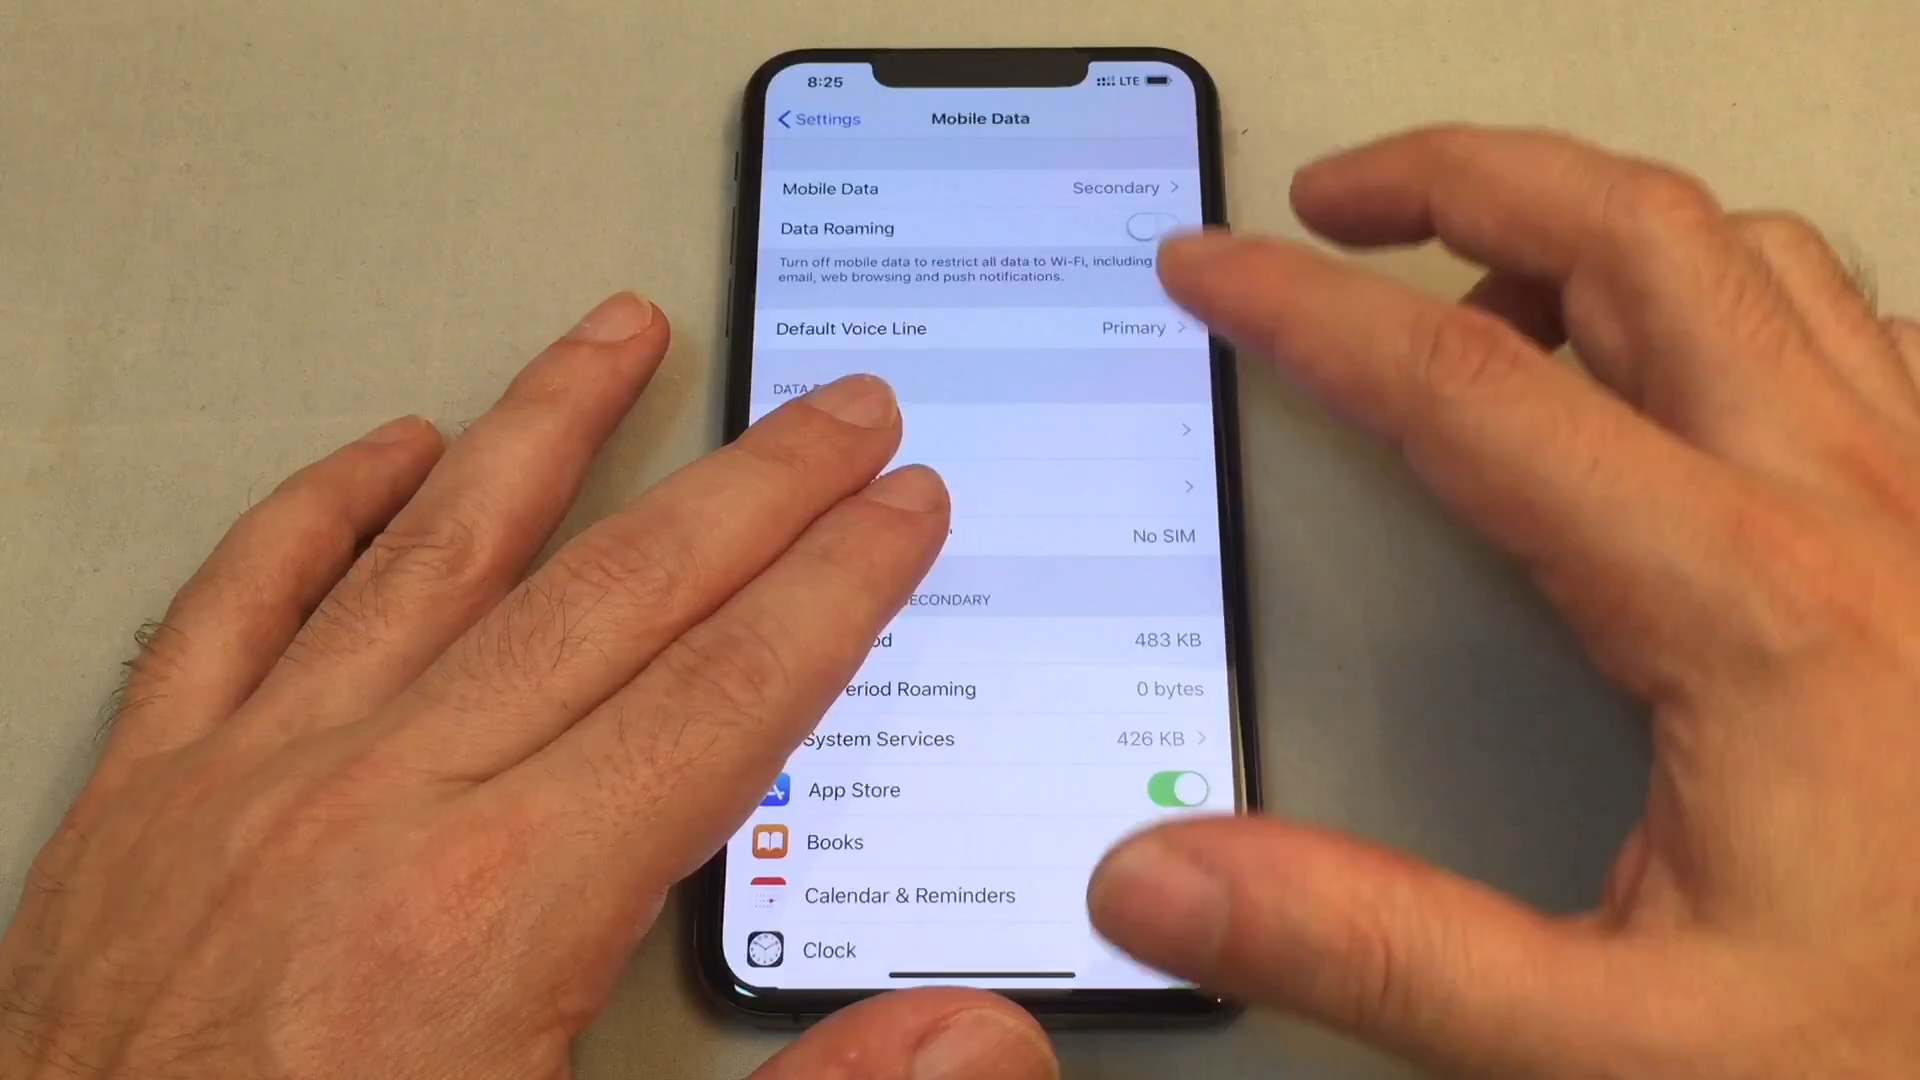 8:25
LTE
Settings
Mobile Data
Mobile Data
Secondary
Data Roaming
Turn off mobile data to restrict all data to Wi-Fi, including
email, web browsing and push notifications.
Default Voice Line
Primary
DATA
No SIM
ECONDARY
od
483 KB
eriod Roaming
0 bytes
System Services
426 KB
App Store
Books
Calendar & Reminders
Clock